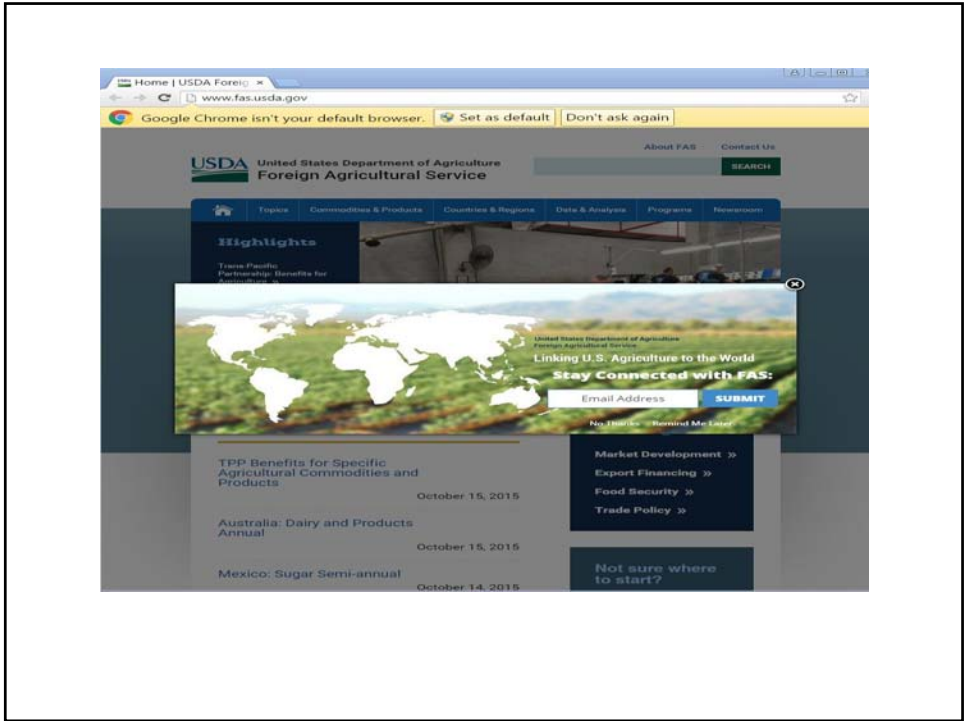 Home | USDA Foreig
www.fas.usda.gov
Google Chrome isn't your default browser. Set as default Don't ask again
About FAS Contact Us
USDA United States Department of Agriculture
Foreign Agricultural Service
SEARCH
Topics Commodities & Products Countries & Regions Data & Analysis Programs Newsroom
Highlights
Trans-Pacific
Partnership: Benefits for
Agriculture »
United States Department of Agriculture
Foreign Agricultural Service
Linking U.S. Agriculture to the World
Stay Connected with FAS:
Email Address SUBMIT
No Thanks Remind Me Later
Market Development »
Export Financing »
Food Security »
Trade Policy »
TPP Benefits for Specific
Agricultural Commodities and
Products
October 15, 2015
Australia: Dairy and Products
Annual
October 15, 2015
Mexico: Sugar Semi-annual
October 14, 2015
Not sure where
to start?